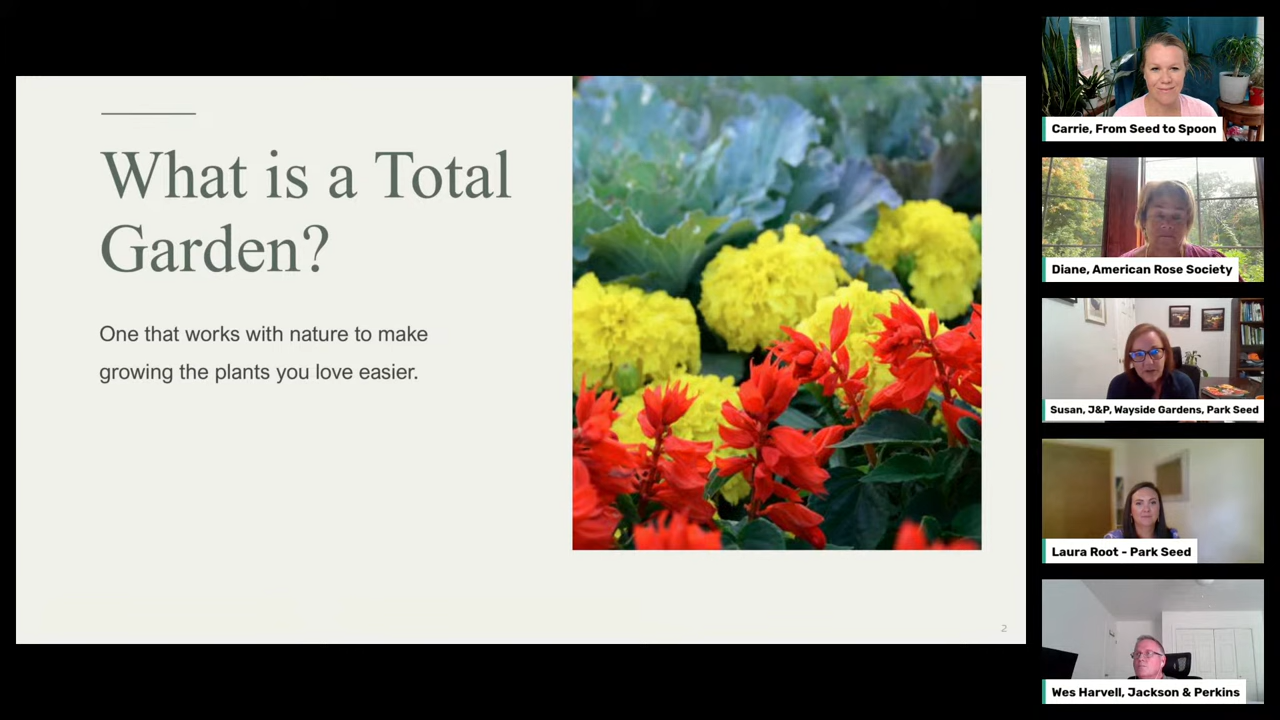 What is a Total
Garden?
One that works with nature to make
growing the plants you love easier.
2
Carrie, From Seed to Spoon
Diane, American Rose Society
Susan, J&P, Wayside Gardens, Park Seed
Laura Root - Park Seed
Wes Harvell, Jackson & Perkins